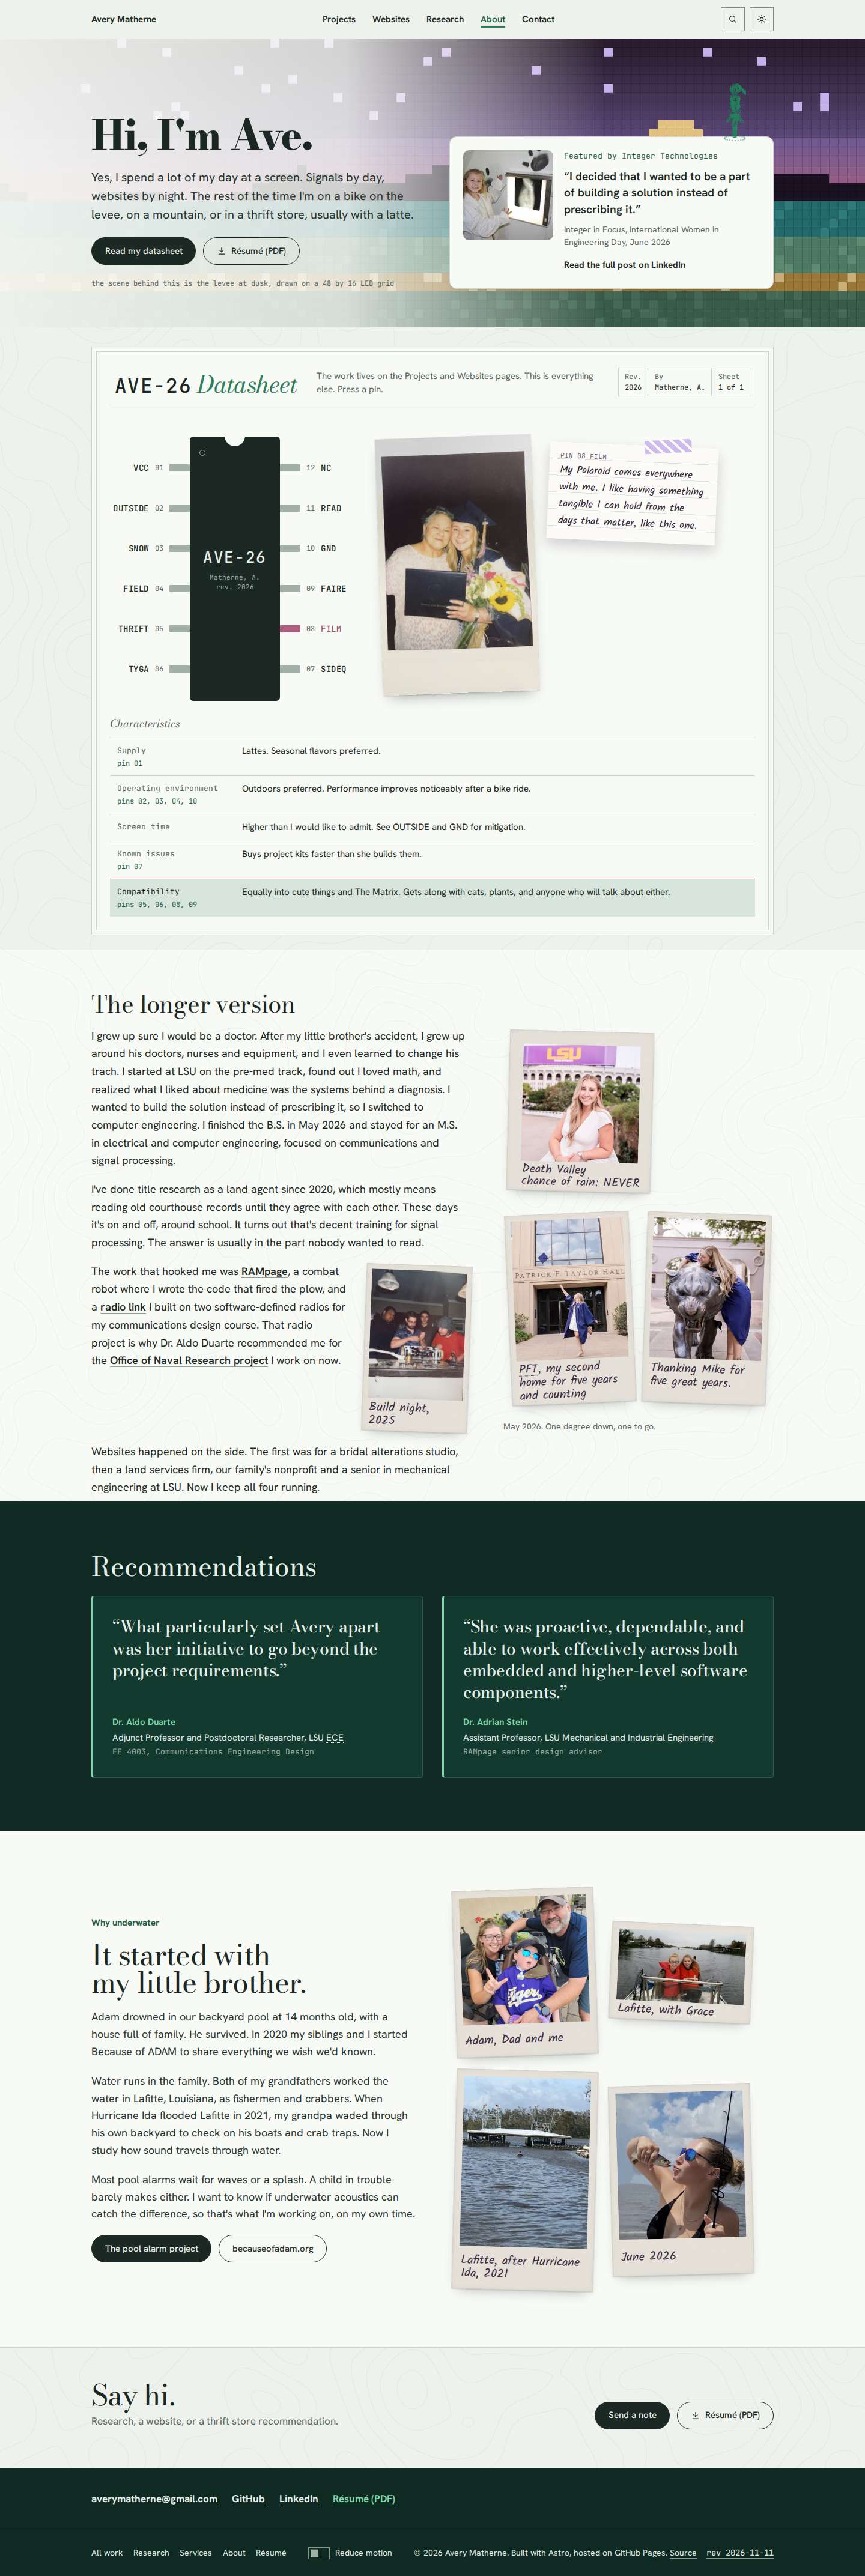 Avery Matherne
Projects Websites Research About Contact
Hi, I'm Ave.
Yes, I spend a lot of my day at a screen. Signals by day,
websites by night. The rest of the time I'm on a bike on the
levee, on a mountain, or in a thrift store, usually with a latte.
Read my datasheet Résumé (PDF)
the scene behind this is the levee at dusk, drawn on a 48 by 16 LED grid
Featured by Integer Technologies
“I decided that I wanted to be a part
of building a solution instead of
prescribing it.”
Integer in Focus, International Women in
Engineering Day, June 2026
Read the full post on LinkedIn
AVE-26 Datasheet
The work lives on the Projects and Websites pages. This is everything
else. Press a pin.
Rev. By Sheet
2026 Matherne, A. 1 of 1
VCC 01
OUTSIDE 02
SNOW 03
FIELD 04
THRIFT 05
TYGA 06
AVE-26
Matherne, A.
rev. 2026
12 NC
11 READ
10 GND
09 FAIRE
08 FILM
07 SIDEQ
PIN 08 FILM
My Polaroid comes everywhere
with me. I like having something
tangible I can hold from the
days that matter, like this one.
Characteristics
Supply
pin 01
Lattes. Seasonal flavors preferred.
Operating environment
pins 02, 03, 04, 10
Outdoors preferred. Performance improves noticeably after a bike ride.
Screen time
Higher than I would like to admit. See OUTSIDE and GND for mitigation.
Known issues
pin 07
Buys project kits faster than she builds them.
Compatibility
pins 05, 06, 08, 09
Equally into cute things and The Matrix. Gets along with cats, plants, and anyone who will talk about either.
The longer version
I grew up sure I would be a doctor. After my little brother's accident, I grew up
around his doctors, nurses and equipment, and I even learned to change his
trach. I started at LSU on the pre-med track, found out I loved math, and
realized what I liked about medicine was the systems behind a diagnosis. I
wanted to build the solution instead of prescribing it, so I switched to
computer engineering. I finished the B.S. in May 2026 and stayed for an M.S.
in electrical and computer engineering, focused on communications and
signal processing.
I've done title research as a land agent since 2020, which mostly means
reading old courthouse records until they agree with each other. These days
it's on and off, around school. It turns out that's decent training for signal
processing. The answer is usually in the part nobody wanted to read.
The work that hooked me was RAMpage, a combat
robot where I wrote the code that fired the plow, and
a radio link I built on two software-defined radios for
my communications design course. That radio
project is why Dr. Aldo Duarte recommended me for
the Office of Naval Research project I work on now.
Build night,
2025
Websites happened on the side. The first was for a bridal alterations studio,
then a land services firm, our family's nonprofit and a senior in mechanical
engineering at LSU. Now I keep all four running.
LSU
Death Valley
chance of rain: NEVER
PATRICK F TAYLOR HALL
PFT, my second
home for five years
and counting
Thanking Mike for
five great years.
May 2026. One degree down, one to go.
Recommendations
“What particularly set Avery apart
was her initiative to go beyond the
project requirements.”
Dr. Aldo Duarte
Adjunct Professor and Postdoctoral Researcher, LSU ECE
EE 4003, Communications Engineering Design
“She was proactive, dependable, and
able to work effectively across both
embedded and higher-level software
components.”
Dr. Adrian Stein
Assistant Professor, LSU Mechanical and Industrial Engineering
RAMpage senior design advisor
Why underwater
It started with
my little brother.
Adam drowned in our backyard pool at 14 months old, with a
house full of family. He survived. In 2020 my siblings and I started
Because of ADAM to share everything we wish we'd known.
Water runs in the family. Both of my grandfathers worked the
water in Lafitte, Louisiana, as fishermen and crabbers. When
Hurricane Ida flooded Lafitte in 2021, my grandpa waded through
his own backyard to check on his boats and crab traps. Now I
study how sound travels through water.
Most pool alarms wait for waves or a splash. A child in trouble
barely makes either. I want to know if underwater acoustics can
catch the difference, so that's what I'm working on, on my own time.
The pool alarm project becauseofadam.org
Tigers
Adam, Dad and me
Lafitte, with Grace
Lafitte, after Hurricane
Ida, 2021
June 2026
Say hi.
Research, a website, or a thrift store recommendation.
Send a note Résumé (PDF)
averymatherne@gmail.com GitHub LinkedIn Résumé (PDF)
All work Research Services About Résumé Reduce motion © 2026 Avery Matherne. Built with Astro, hosted on GitHub Pages. Source rev 2026-11-11